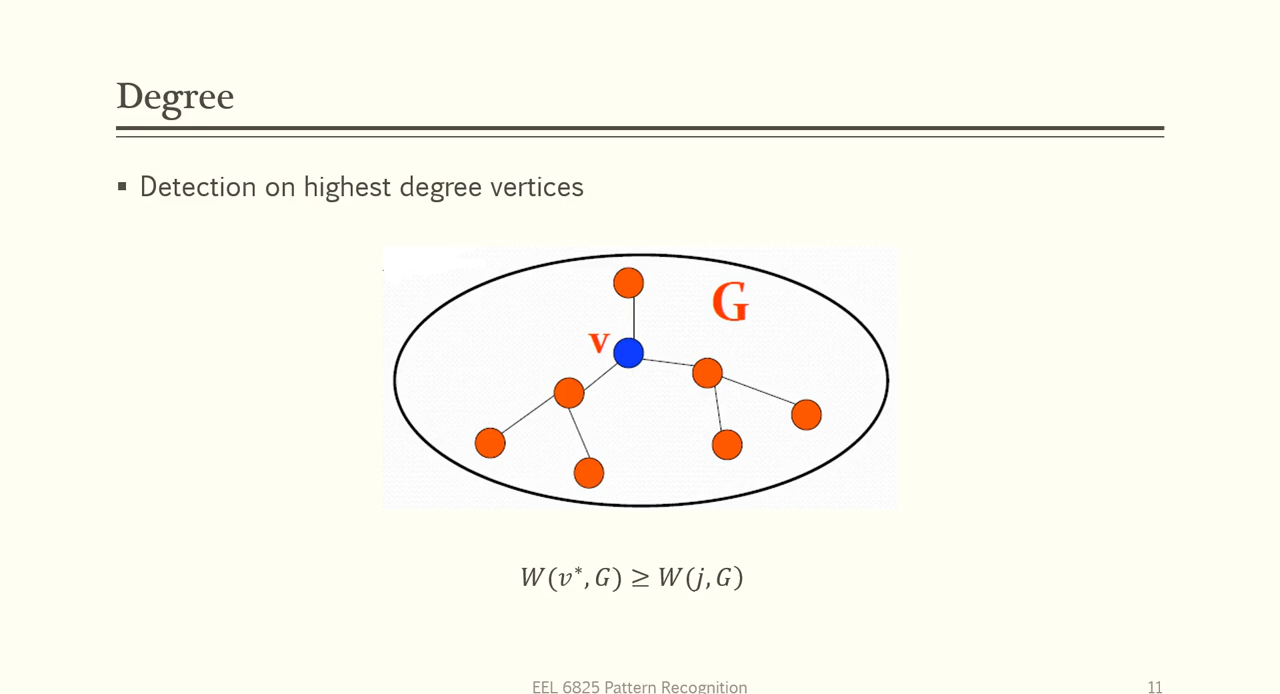 Degree
▪ Detection on highest degree vertices
G
v
W(v*, G) ≥ W(j, G)
EEL 6825 Pattern Recognition
11